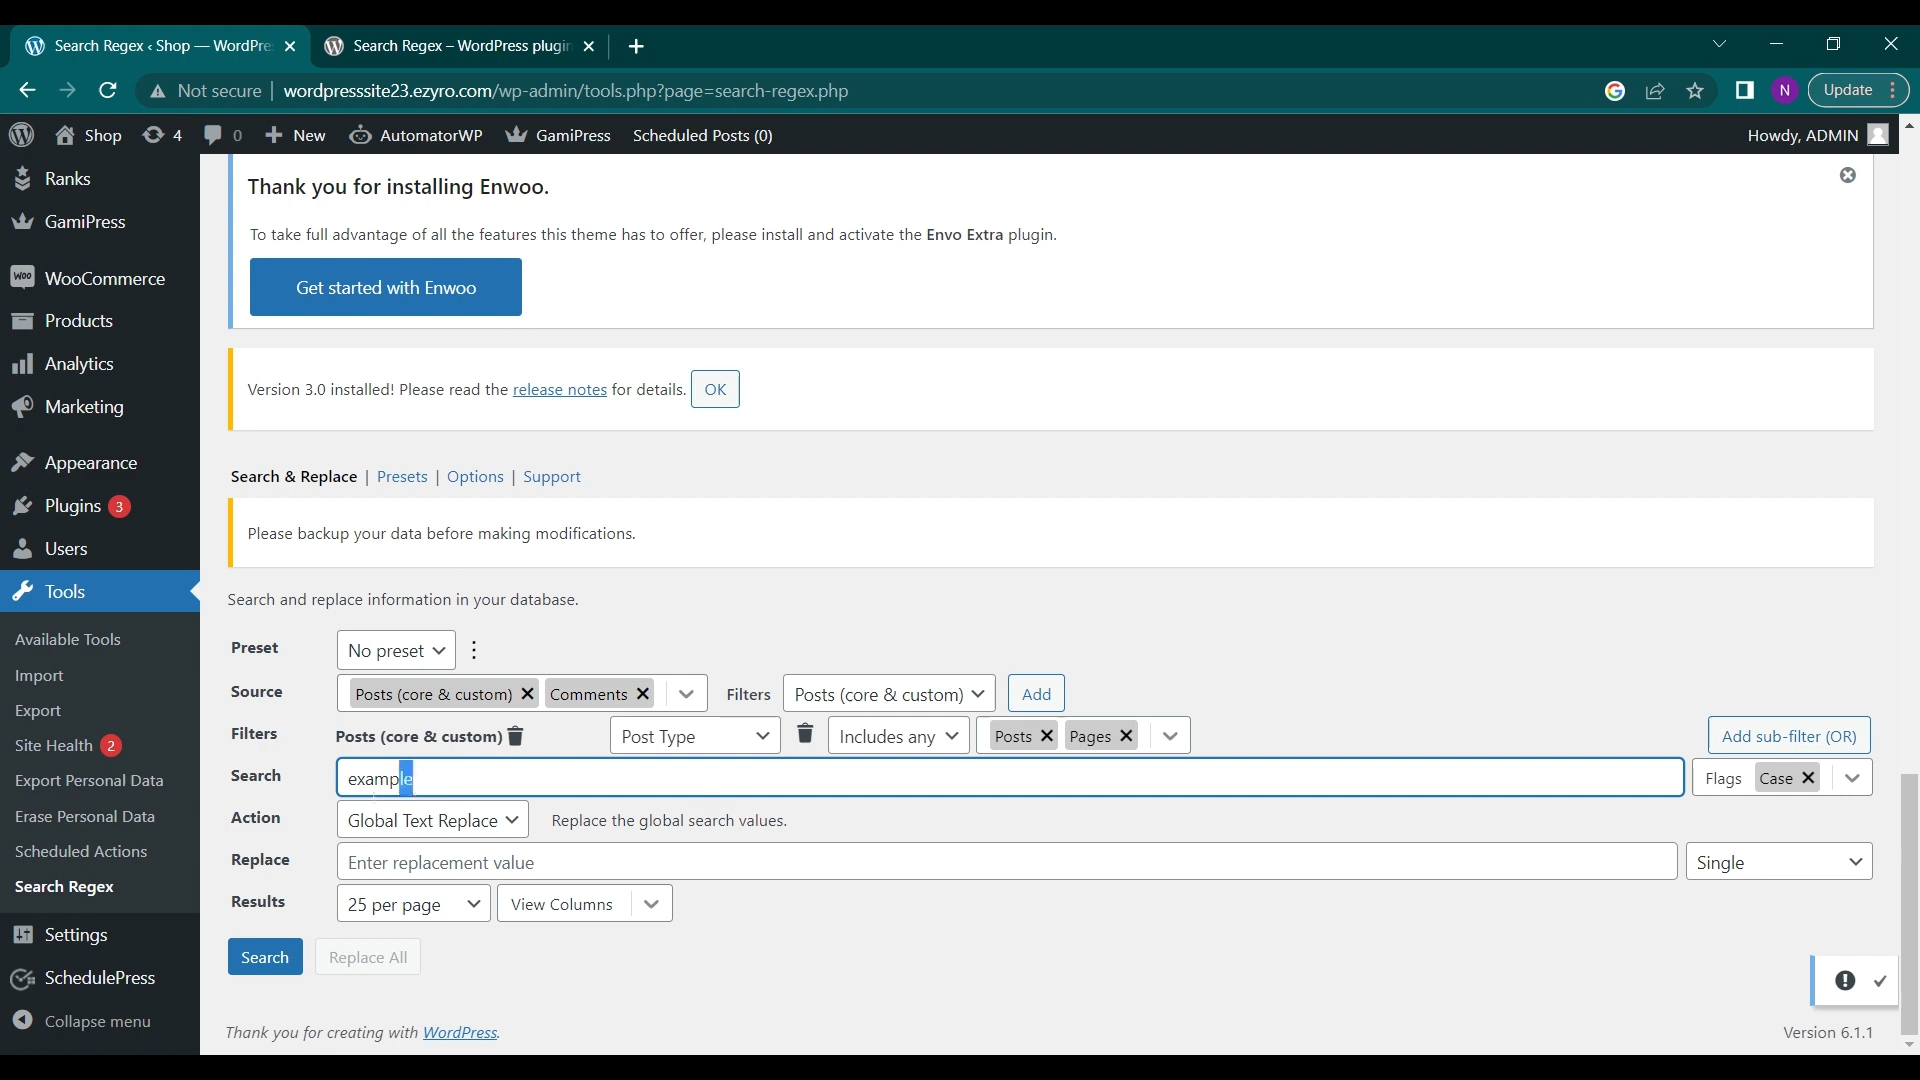 Search Regex ‹ Shop — WordPre
Search Regex – WordPress plugin
Not secure
wordpresssite23.ezyro.com/wp-admin/tools.php?page=search-regex.php
N
Update
Shop
4
0
New
AutomatorWP
GamiPress
Scheduled Posts (0)
Howdy, ADMIN
Ranks
GamiPress
WooCommerce
Products
Analytics
Marketing
Appearance
Plugins 3
Users
Tools
Available Tools
Import
Export
Site Health 2
Export Personal Data
Erase Personal Data
Scheduled Actions
Search Regex
Settings
SchedulePress
Collapse menu
Thank you for installing Enwoo.
To take full advantage of all the features this theme has to offer, please install and activate the Envo Extra plugin.
Get started with Enwoo
Version 3.0 installed! Please read the release notes for details. OK
Search & Replace | Presets | Options | Support
Please backup your data before making modifications.
Search and replace information in your database.
Preset No preset
Source Posts (core & custom) Comments Filters Posts (core & custom) Add
Filters Posts (core & custom) Post Type Includes any Posts Pages Add sub-filter (OR)
Search example Flags Case
Action Global Text Replace Replace the global search values.
Replace Enter replacement value Single
Results 25 per page View Columns
Search Replace All
Thank you for creating with WordPress. Version 6.1.1